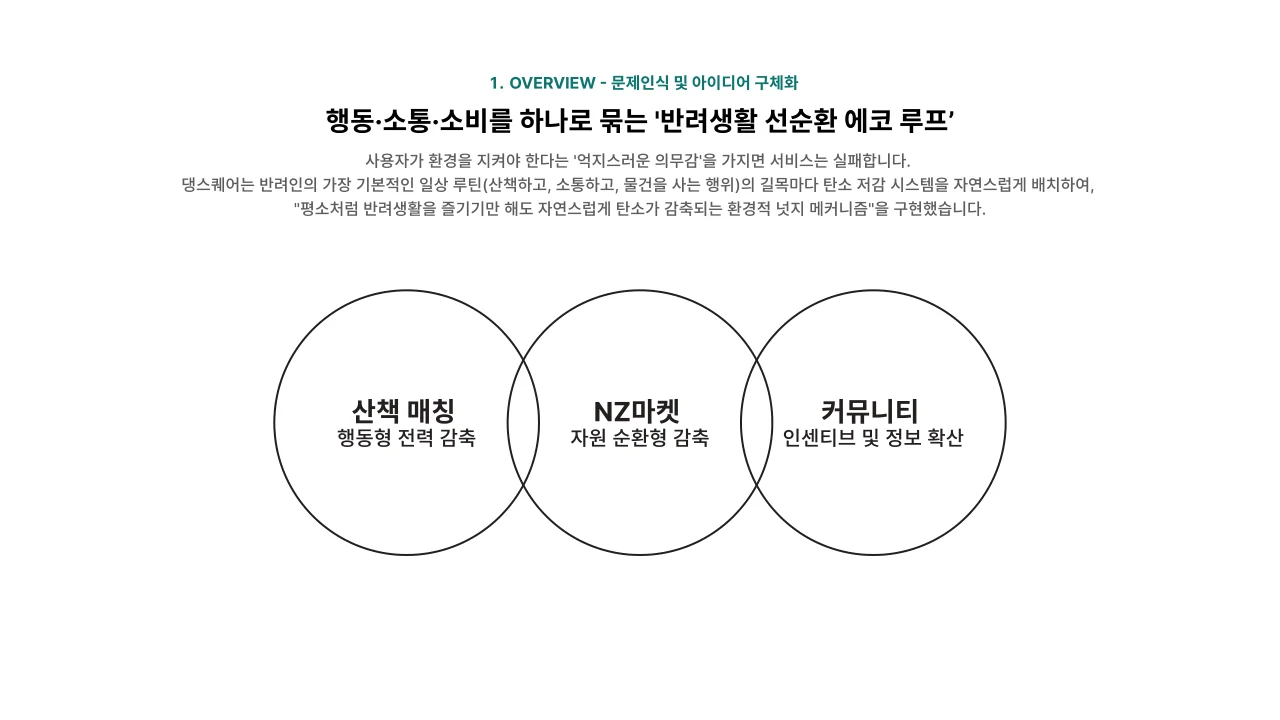 1. OVERVIEW - 문제인식 및 아이디어 구체화
행동·소통·소비를 하나로 묶는 '반려생활 선순환 에코 루프’
사용자가 환경을 지켜야 한다는 '억지스러운 의무감'을 가지면 서비스는 실패합니다.
댕스퀘어는 반려인의 가장 기본적인 일상 루틴(산책하고, 소통하고, 물건을 사는 행위)의 길목마다 탄소 저감 시스템을 자연스럽게 배치하여,
"평소처럼 반려생활을 즐기기만 해도 자연스럽게 탄소가 감축되는 환경적 넛지 메커니즘"을 구현했습니다.
산책 매칭
행동형 전력 감축
NZ마켓
자원 순환형 감축
커뮤니티
인센티브 및 정보 확산